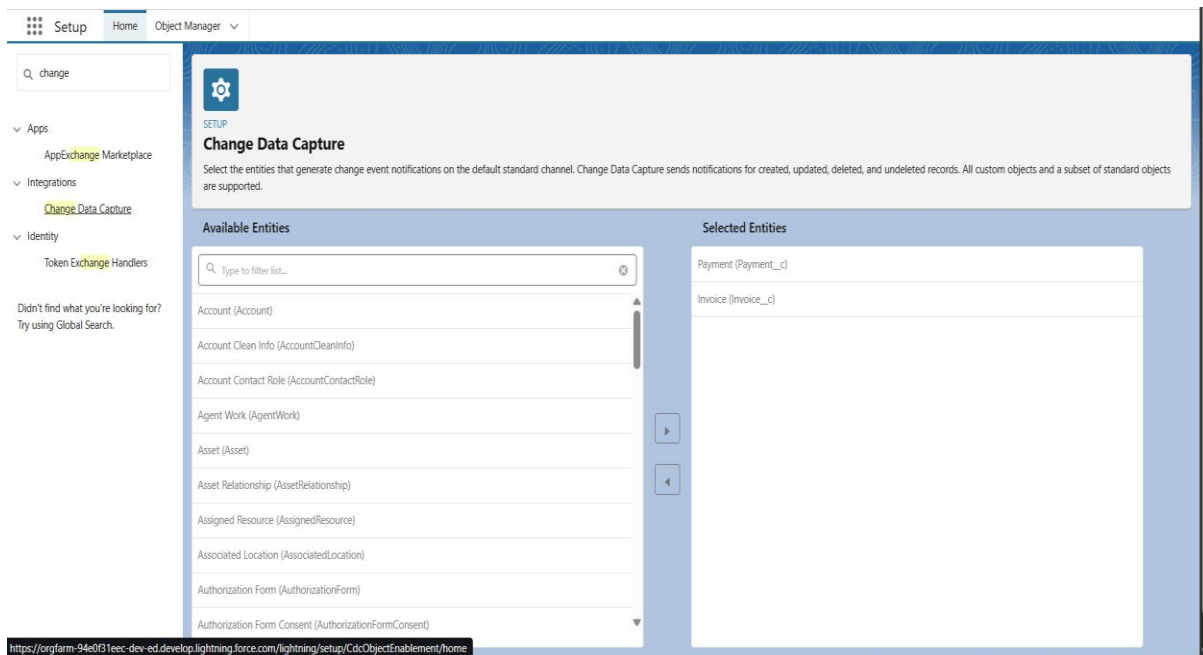 Setup
Home
Object Manager
change
Apps
AppExchange Marketplace
Integrations
Change Data Capture
Identity
Token Exchange Handlers
Didn't find what you're looking for?
Try using Global Search.
SETUP
Change Data Capture
Select the entities that generate change event notifications on the default standard channel. Change Data Capture sends notifications for created, updated, deleted, and undeleted records. All custom objects and a subset of standard objects
are supported.
Available Entities
Type to filter list...
Account (Account)
Account Clean Info (AccountCleanInfo)
Account Contact Role (AccountContactRole)
Agent Work (AgentWork)
Asset (Asset)
Asset Relationship (AssetRelationship)
Assigned Resource (AssignedResource)
Associated Location (AssociatedLocation)
Authorization Form (AuthorizationForm)
Authorization Form Consent (AuthorizationFormConsent)
Selected Entities
Payment (Payment__c)
Invoice (Invoice__c)
https://orgfarm-94e0f31eec-dev-ed.develop.lightning.force.com/lightning/setup/CdcObjectEnablement/home